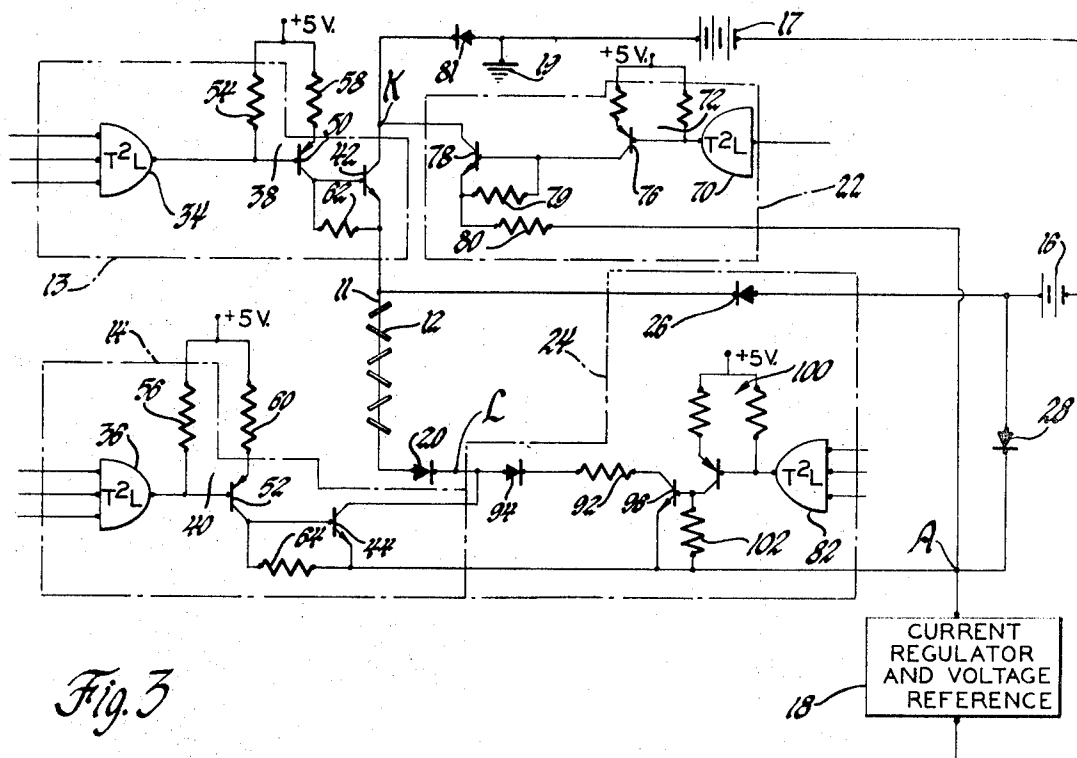 +5V.
17
81
19
+5V.
54
58
K
50
72
T²L
42
78
T²L
38
76
70
34
62
79
22
80
13
16
11
12
26
14
+5V.
24
+5V.
100
56
60
28
36
20
L
T²L
52
94
92
98
T²L
40
102
82
A
64
44
CURRENT
REGULATOR
AND VOLTAGE
REFERENCE
18
Fig. 3